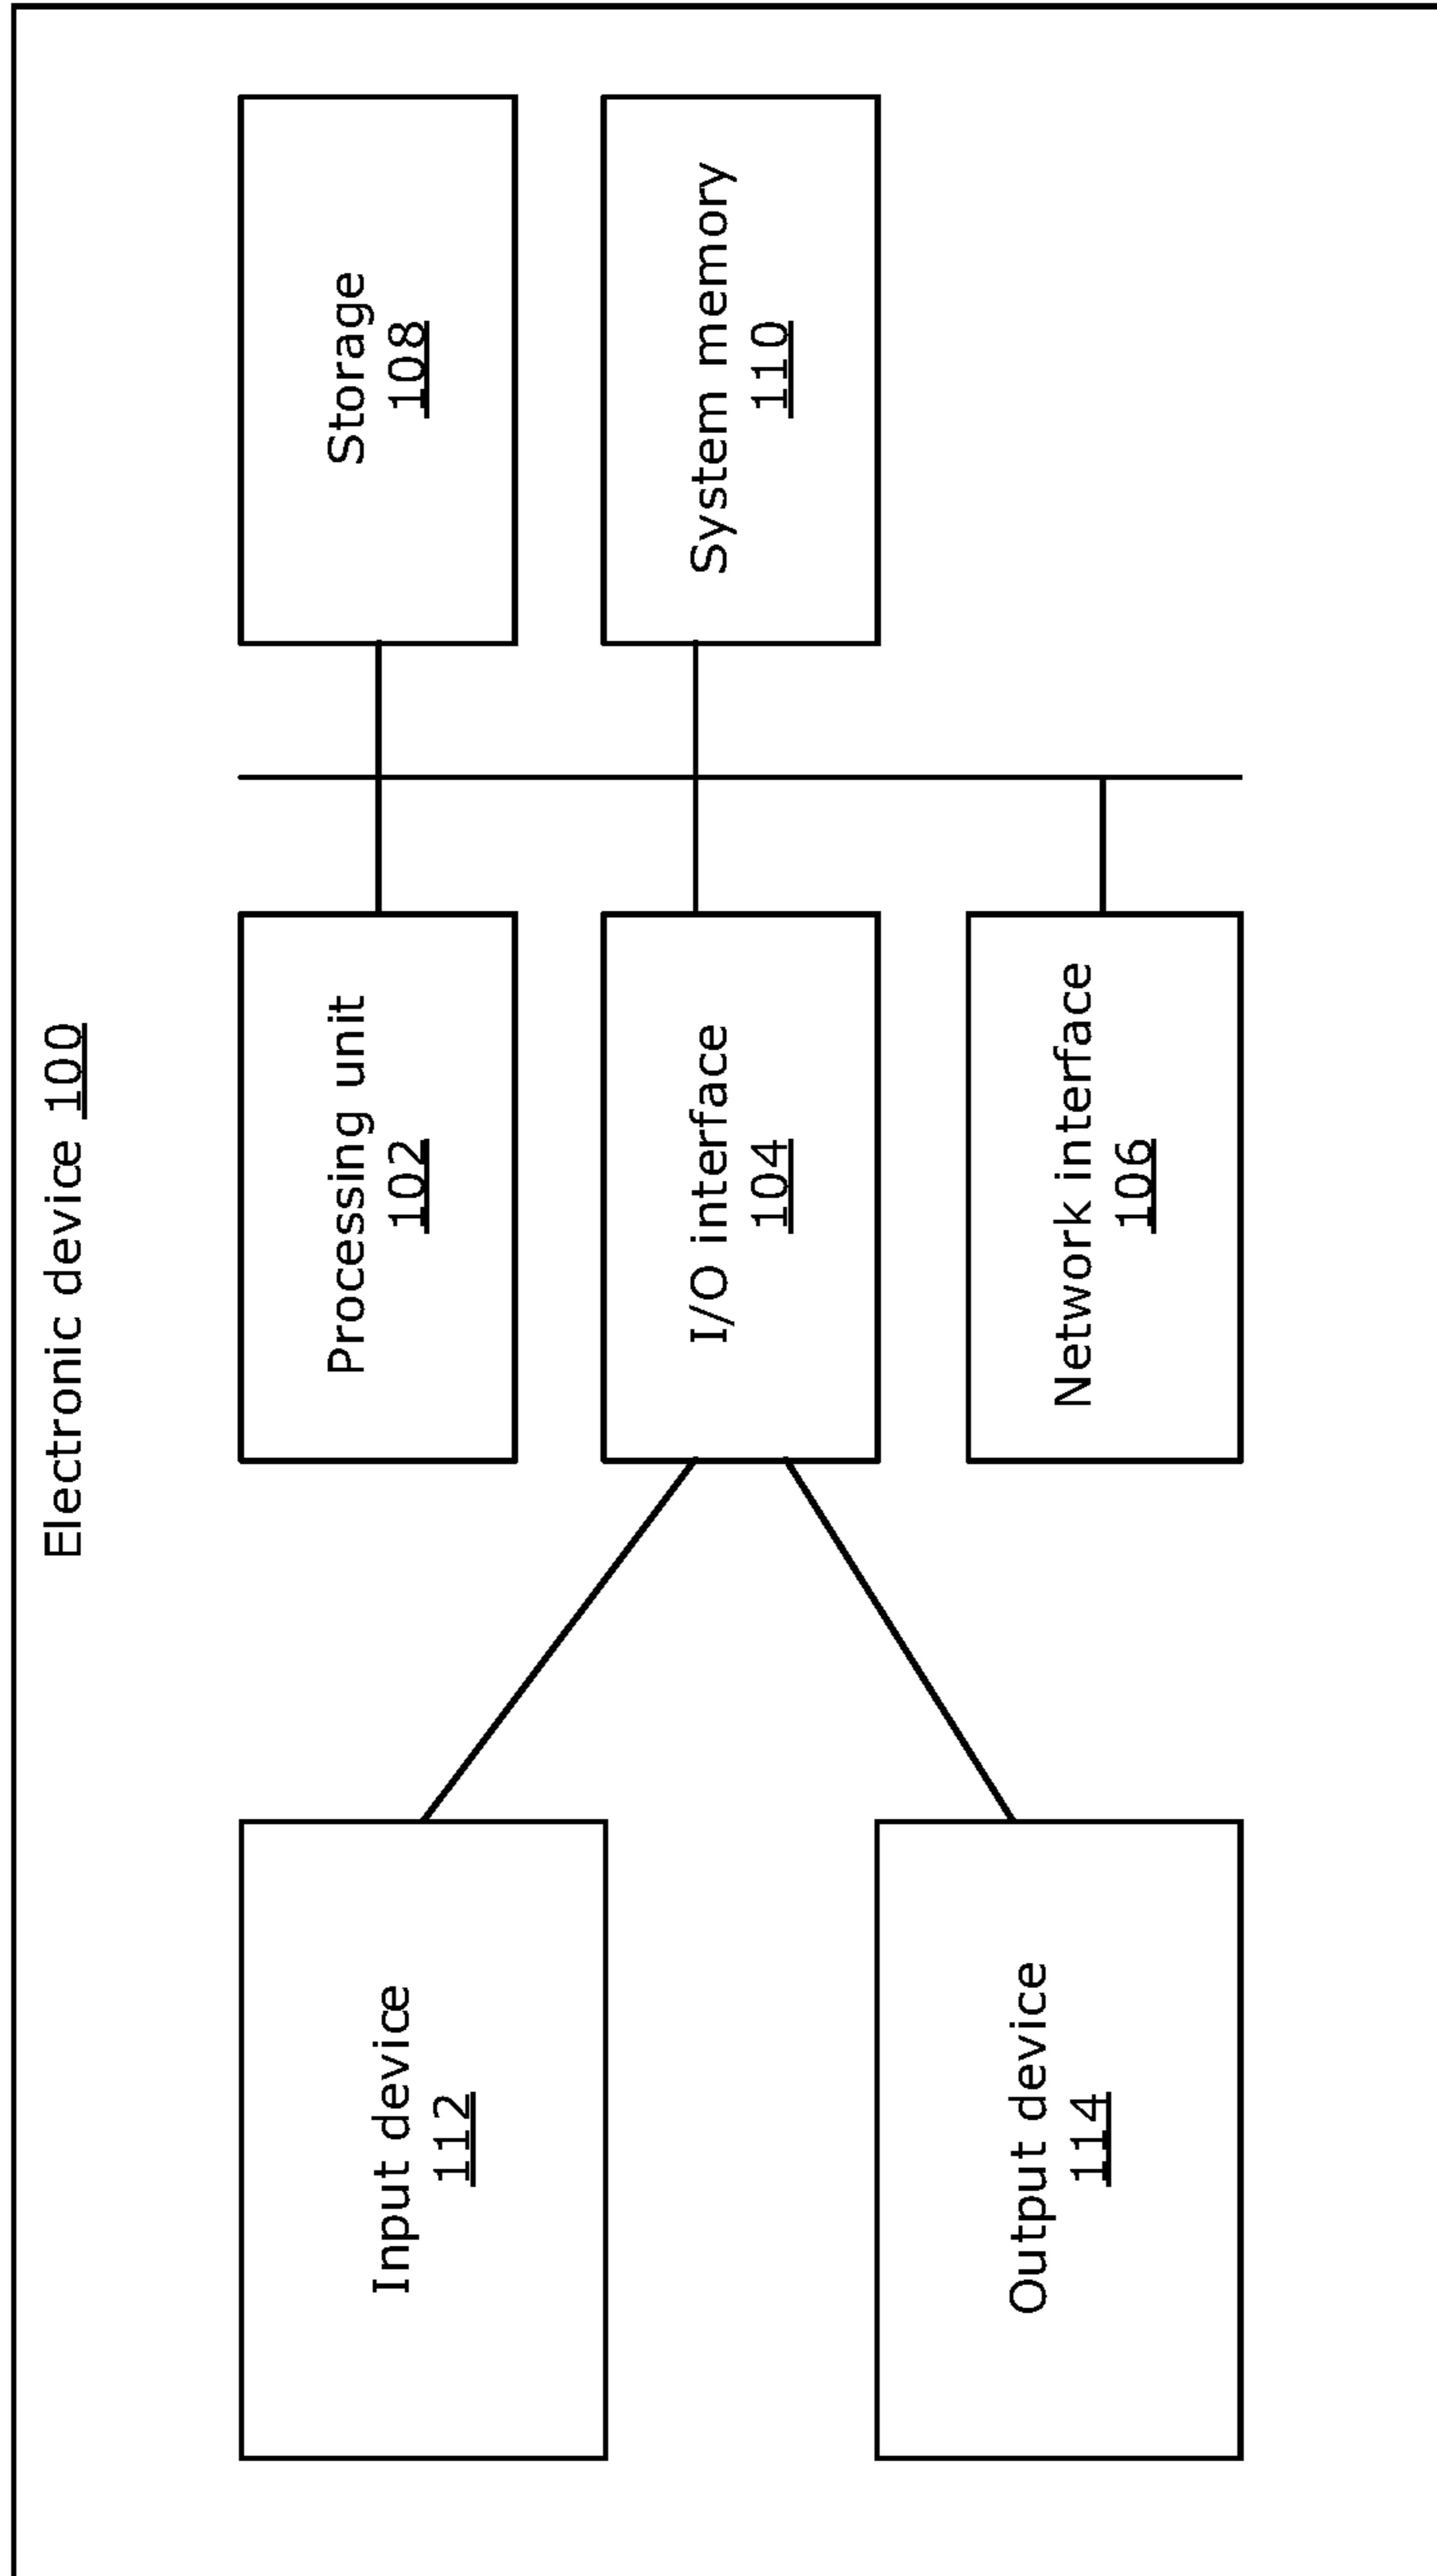 Electronic device 100
Input device
112
Output device
114
Processing unit
102
I/O interface
104
Network interface
106
Storage
108
System memory
110